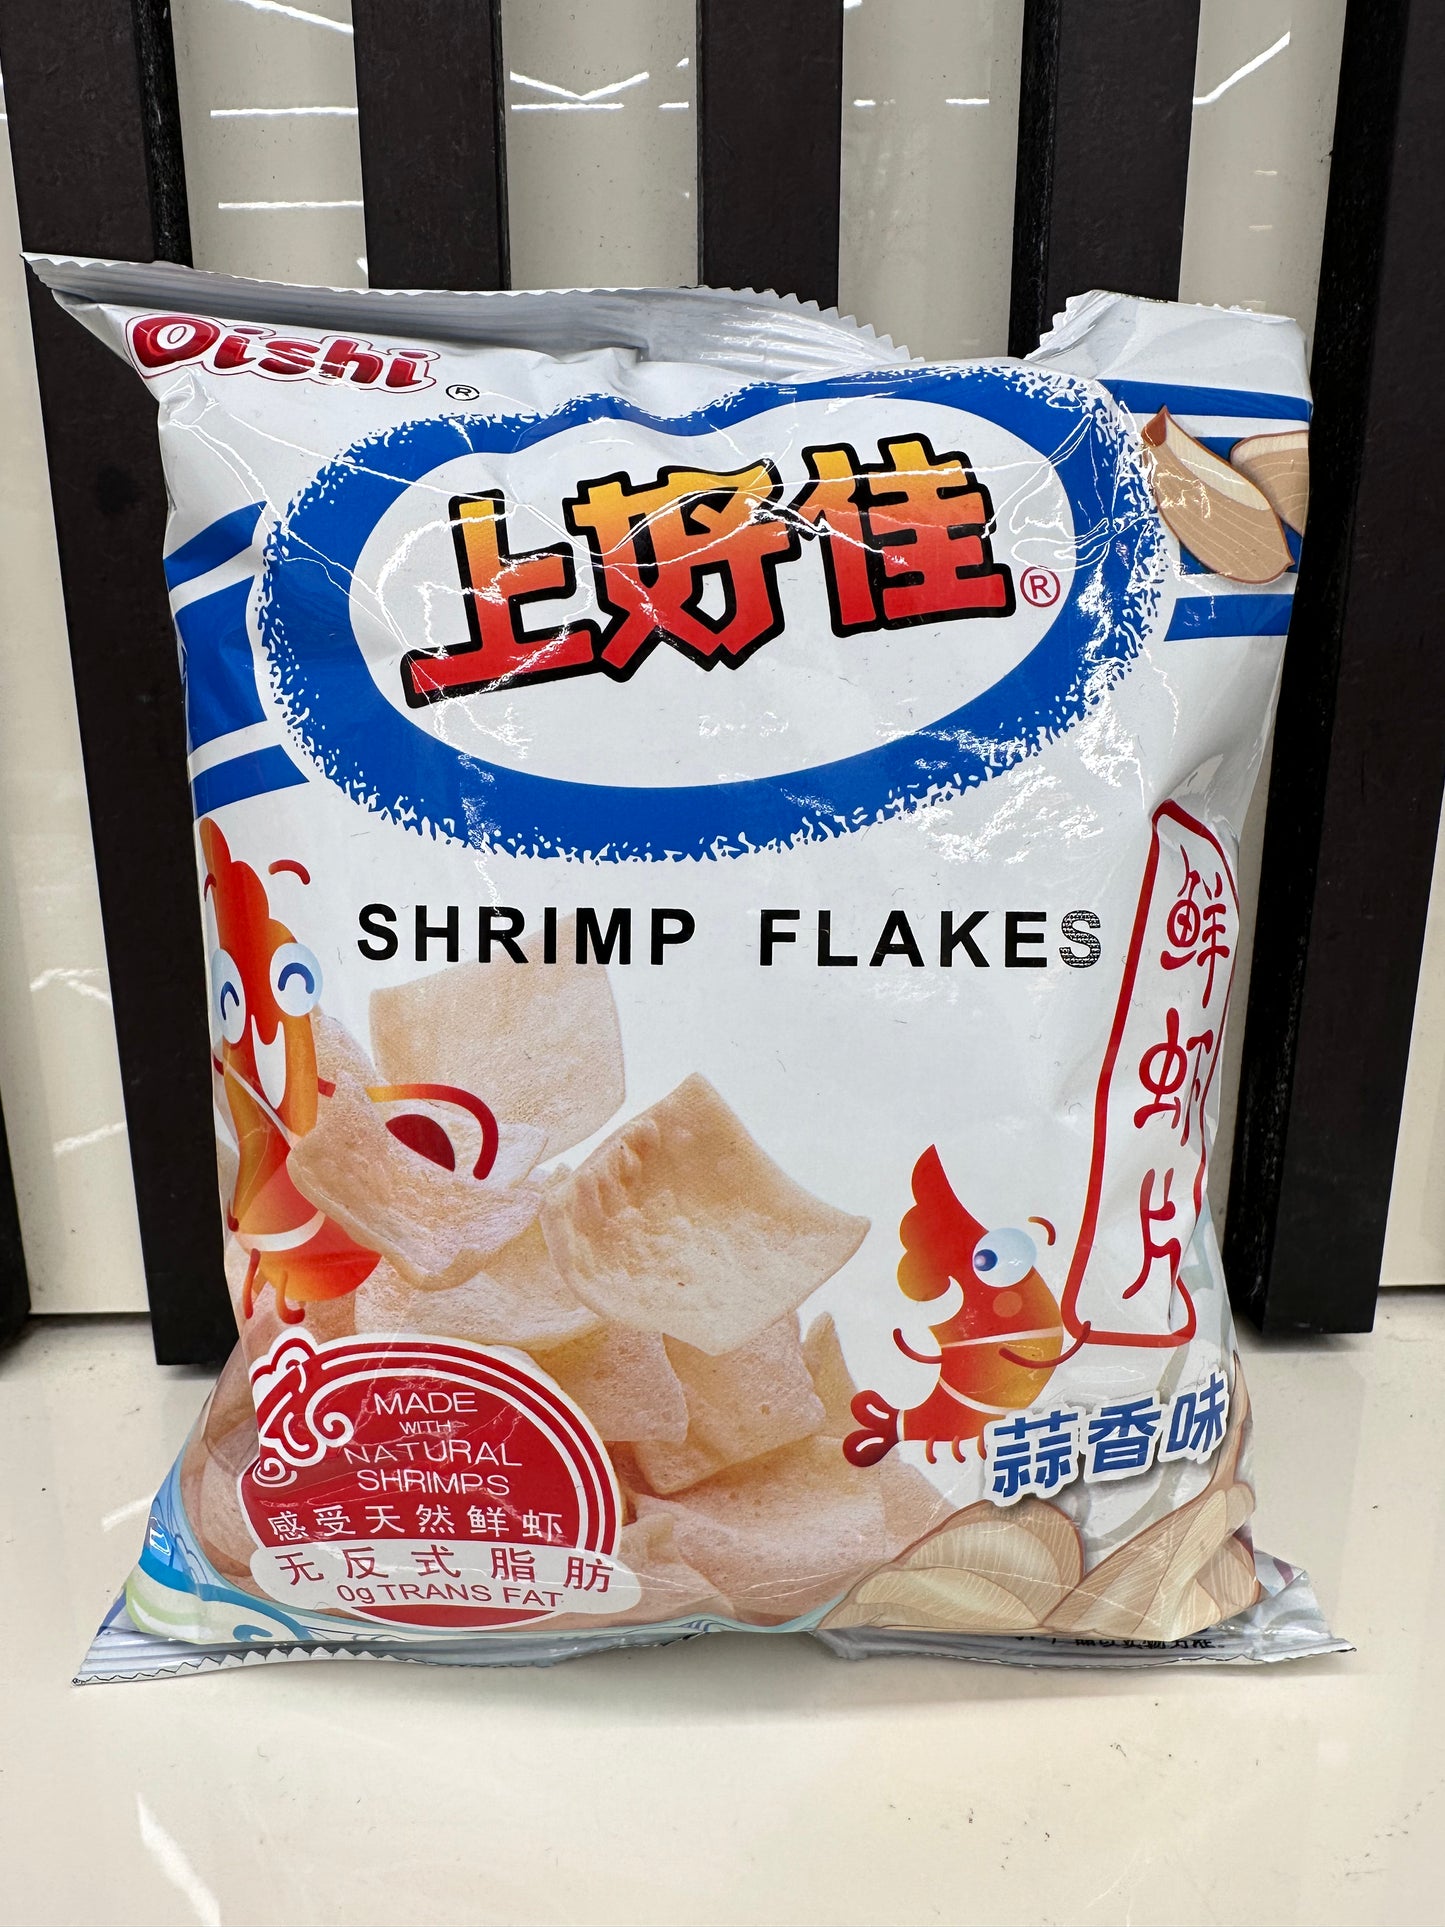 Oishi ®
上好佳 ®
SHRIMP FLAKES
鲜虾片
蒜香味
MADE
WITH
NATURAL
SHRIMPS
感受天然鲜虾
无反式脂肪
0g TRANS FAT